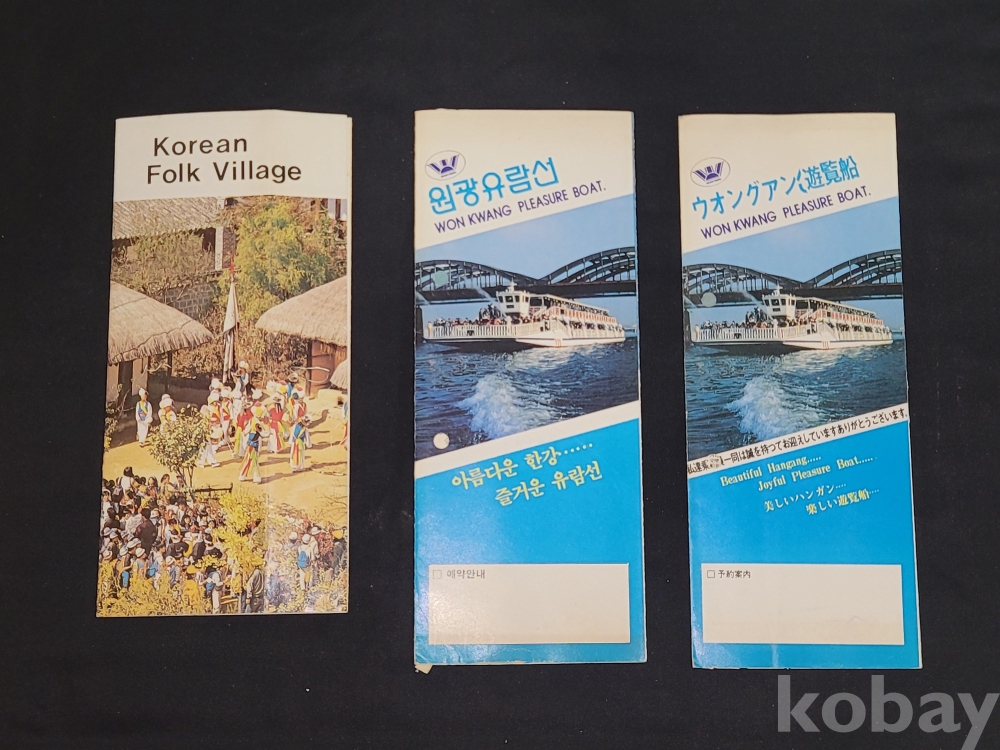 Korean
Folk Village
원광유람선
WON KWANG PLEASURE BOAT.
아름다운 한강·····
즐거운 유람선
□ 예약안내
ウオングアン遊覧船
WON KWANG PLEASURE BOAT.
一同は誠を持つてお迎えしていますありがとうございます.
Beautiful Hangang.....
Joyful Pleasure Boat.....
美しいハンガン····
楽しい遊覧船····
□ 予約案内
kobay